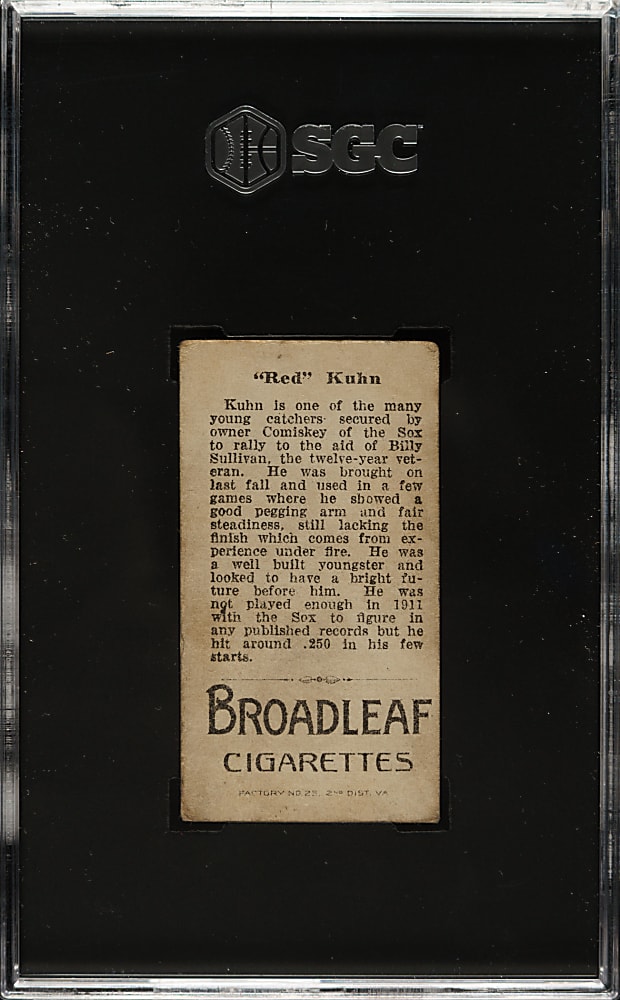 SGC
"Red" Kuhn
Kuhn is one of the many
young catchers secured by
owner Comiskey of the Sox
to rally to the aid of Billy
Sullivan, the twelve-year vet-
eran. He was brought on
last fall and used in a few
games where he showed a
good pegging arm and fair
steadiness, still lacking the
finish which comes from ex-
perience under fire. He was
a well built youngster and
looked to have a bright fu-
ture before him. He was
not played enough in 1911
with the Sox to figure in
any published records but he
hit around .250 in his few
starts.
BROADLEAF
CIGARETTES
FACTORY NO. 25, 2ND DIST. VA.